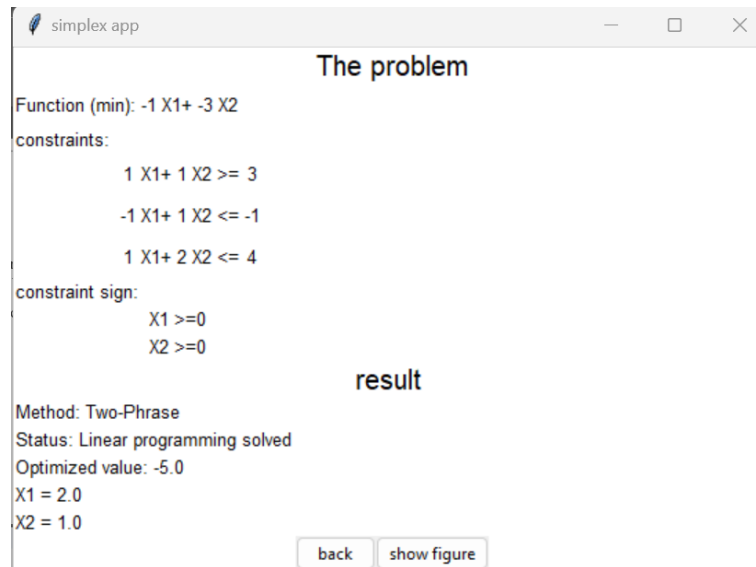 simplex app
The problem
Function (min): -1 X1+ -3 X2
constraints:
1 X1+ 1 X2 >= 3
-1 X1+ 1 X2 <= -1
1 X1+ 2 X2 <= 4
constraint sign:
X1 >=0
X2 >=0
result
Method: Two-Phrase
Status: Linear programming solved
Optimized value: -5.0
X1 = 2.0
X2 = 1.0
back show figure